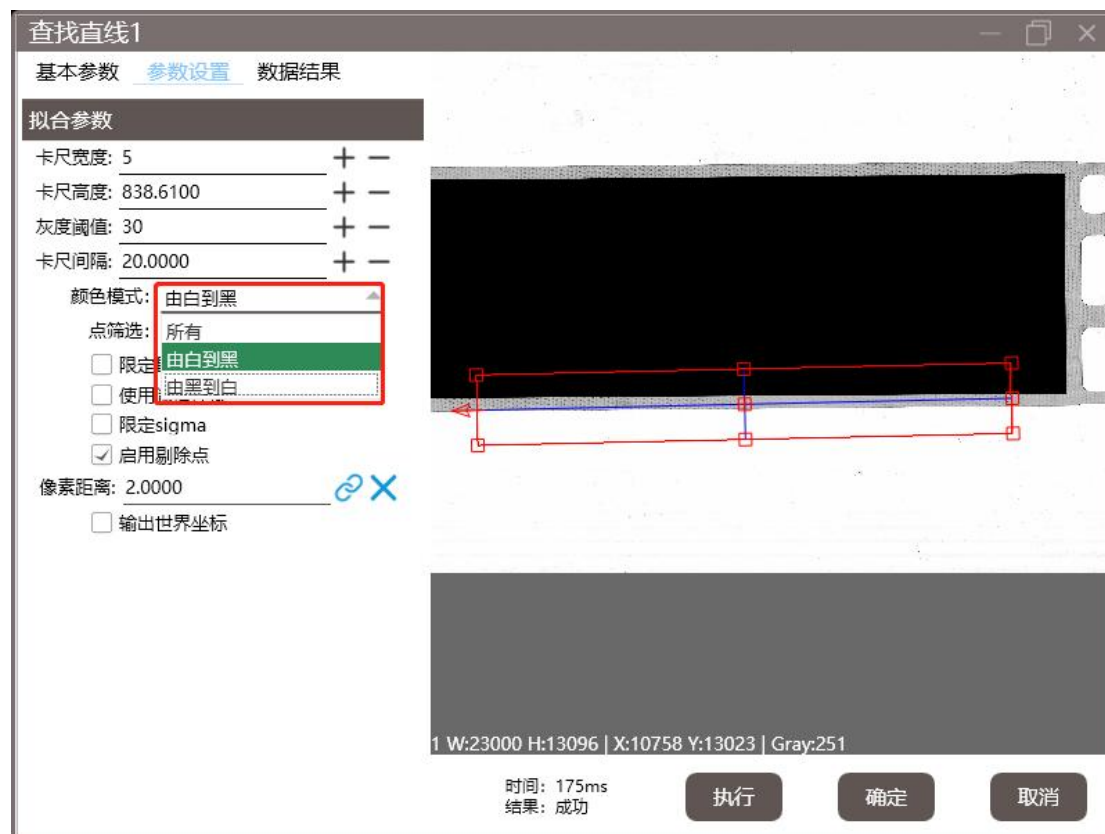 查找直线1
基本参数 参数设置 数据结果
拟合参数
卡尺宽度: 5
卡尺高度: 838.6100
灰度阈值: 30
卡尺间隔: 20.0000
颜色模式: 由白到黑
点筛选: 所有
由白到黑
限定
由黑到白
使用
限定sigma
启用剔除点
像素距离: 2.0000
输出世界坐标
1 W:23000 H:13096 | X:10758 Y:13023 | Gray:251
时间: 175ms
结果: 成功
执行 确定 取消